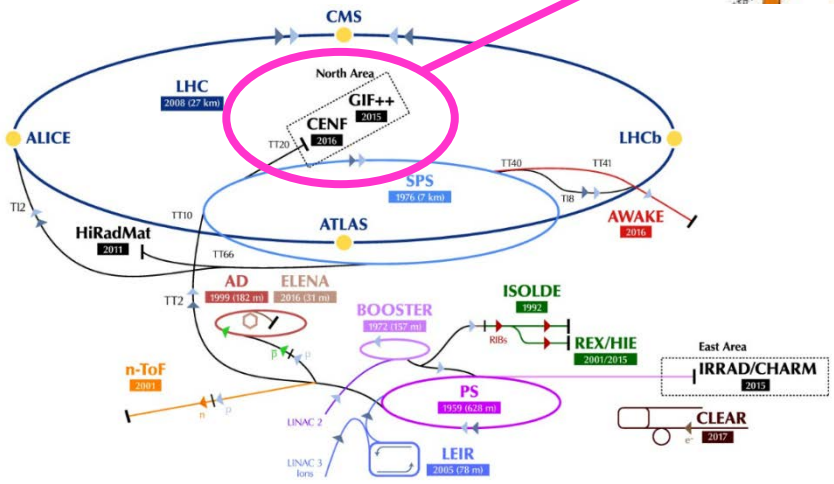 CMS
North Area
LHC
2008 (27 km)
GIF++
2015
CENF
2016
ALICE
LHCb
TT20
TT40
TT41
SPS
1976 (7 km)
TI2
TI8
TT10
ATLAS
AWAKE
2016
HiRadMat
2011
TT66
AD
1999 (182 m)
ELENA
2016 (31 m)
TT2
ISOLDE
1992
BOOSTER
1972 (157 m)
RIBs
REX/HIE
2001/2015
East Area
p̄
p
n-ToF
2001
IRRAD/CHARM
2015
PS
1959 (628 m)
n
p
LINAC 2
CLEAR
2017
e-
LEIR
2005 (78 m)
LINAC 3
Ions